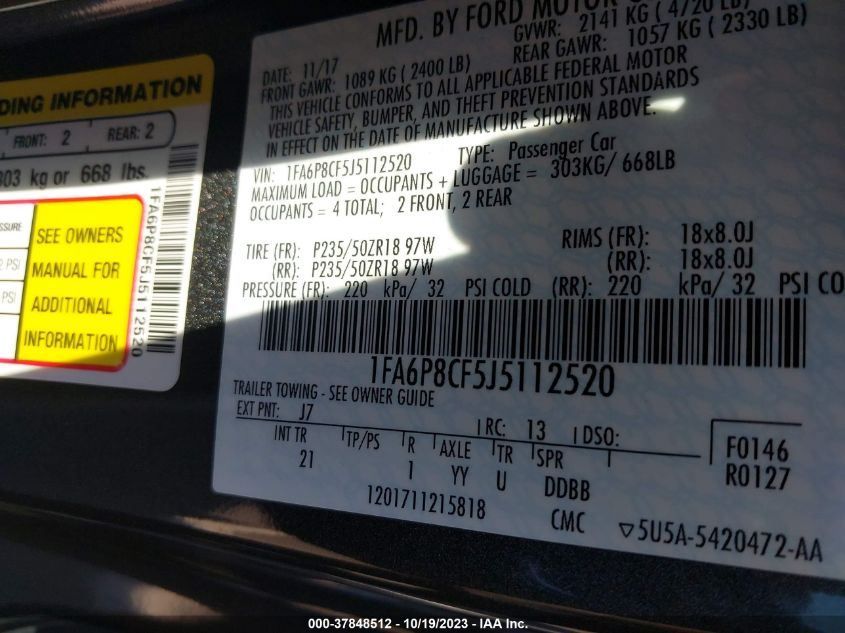 DING INFORMATION
FRONT: 2 REAR: 2
303 kg or 668 lbs.
SSURE
PSI
PSI
SEE OWNERS
MANUAL FOR
ADDITIONAL
INFORMATION
1FA6P8CF5J5112520
MFD. BY FORD MOTOR
DATE: 11/17 GVWR: 2141 KG (4720 LB)
FRONT GAWR: 1089 KG (2400 LB) REAR GAWR: 1057 KG (2330 LB)
THIS VEHICLE CONFORMS TO ALL APPLICABLE FEDERAL MOTOR
VEHICLE SAFETY, BUMPER, AND THEFT PREVENTION STANDARDS
IN EFFECT ON THE DATE OF MANUFACTURE SHOWN ABOVE.
VIN: 1FA6P8CF5J5112520 TYPE: Passenger Car
MAXIMUM LOAD = OCCUPANTS + LUGGAGE = 303KG/ 668LB
OCCUPANTS = 4 TOTAL; 2 FRONT, 2 REAR
TIRE (FR): P235/50ZR18 97W RIMS (FR): 18x8.0J
(RR): P235/50ZR18 97W (RR): 18x8.0J
PRESSURE (FR): 220 kPa/ 32 PSI COLD (RR): 220 kPa/ 32 PSI CO
1FA6P8CF5J5112520
TRAILER TOWING - SEE OWNER GUIDE
EXT PNT: J7 RC: 13 DSO:
INT TR TP/PS R AXLE TR SPR F0146
21 1 YY U DDBB R0127
1201711215818 CMC ▽5U5A-5420472-AA
000-37848512 - 10/19/2023 - IAAI.com